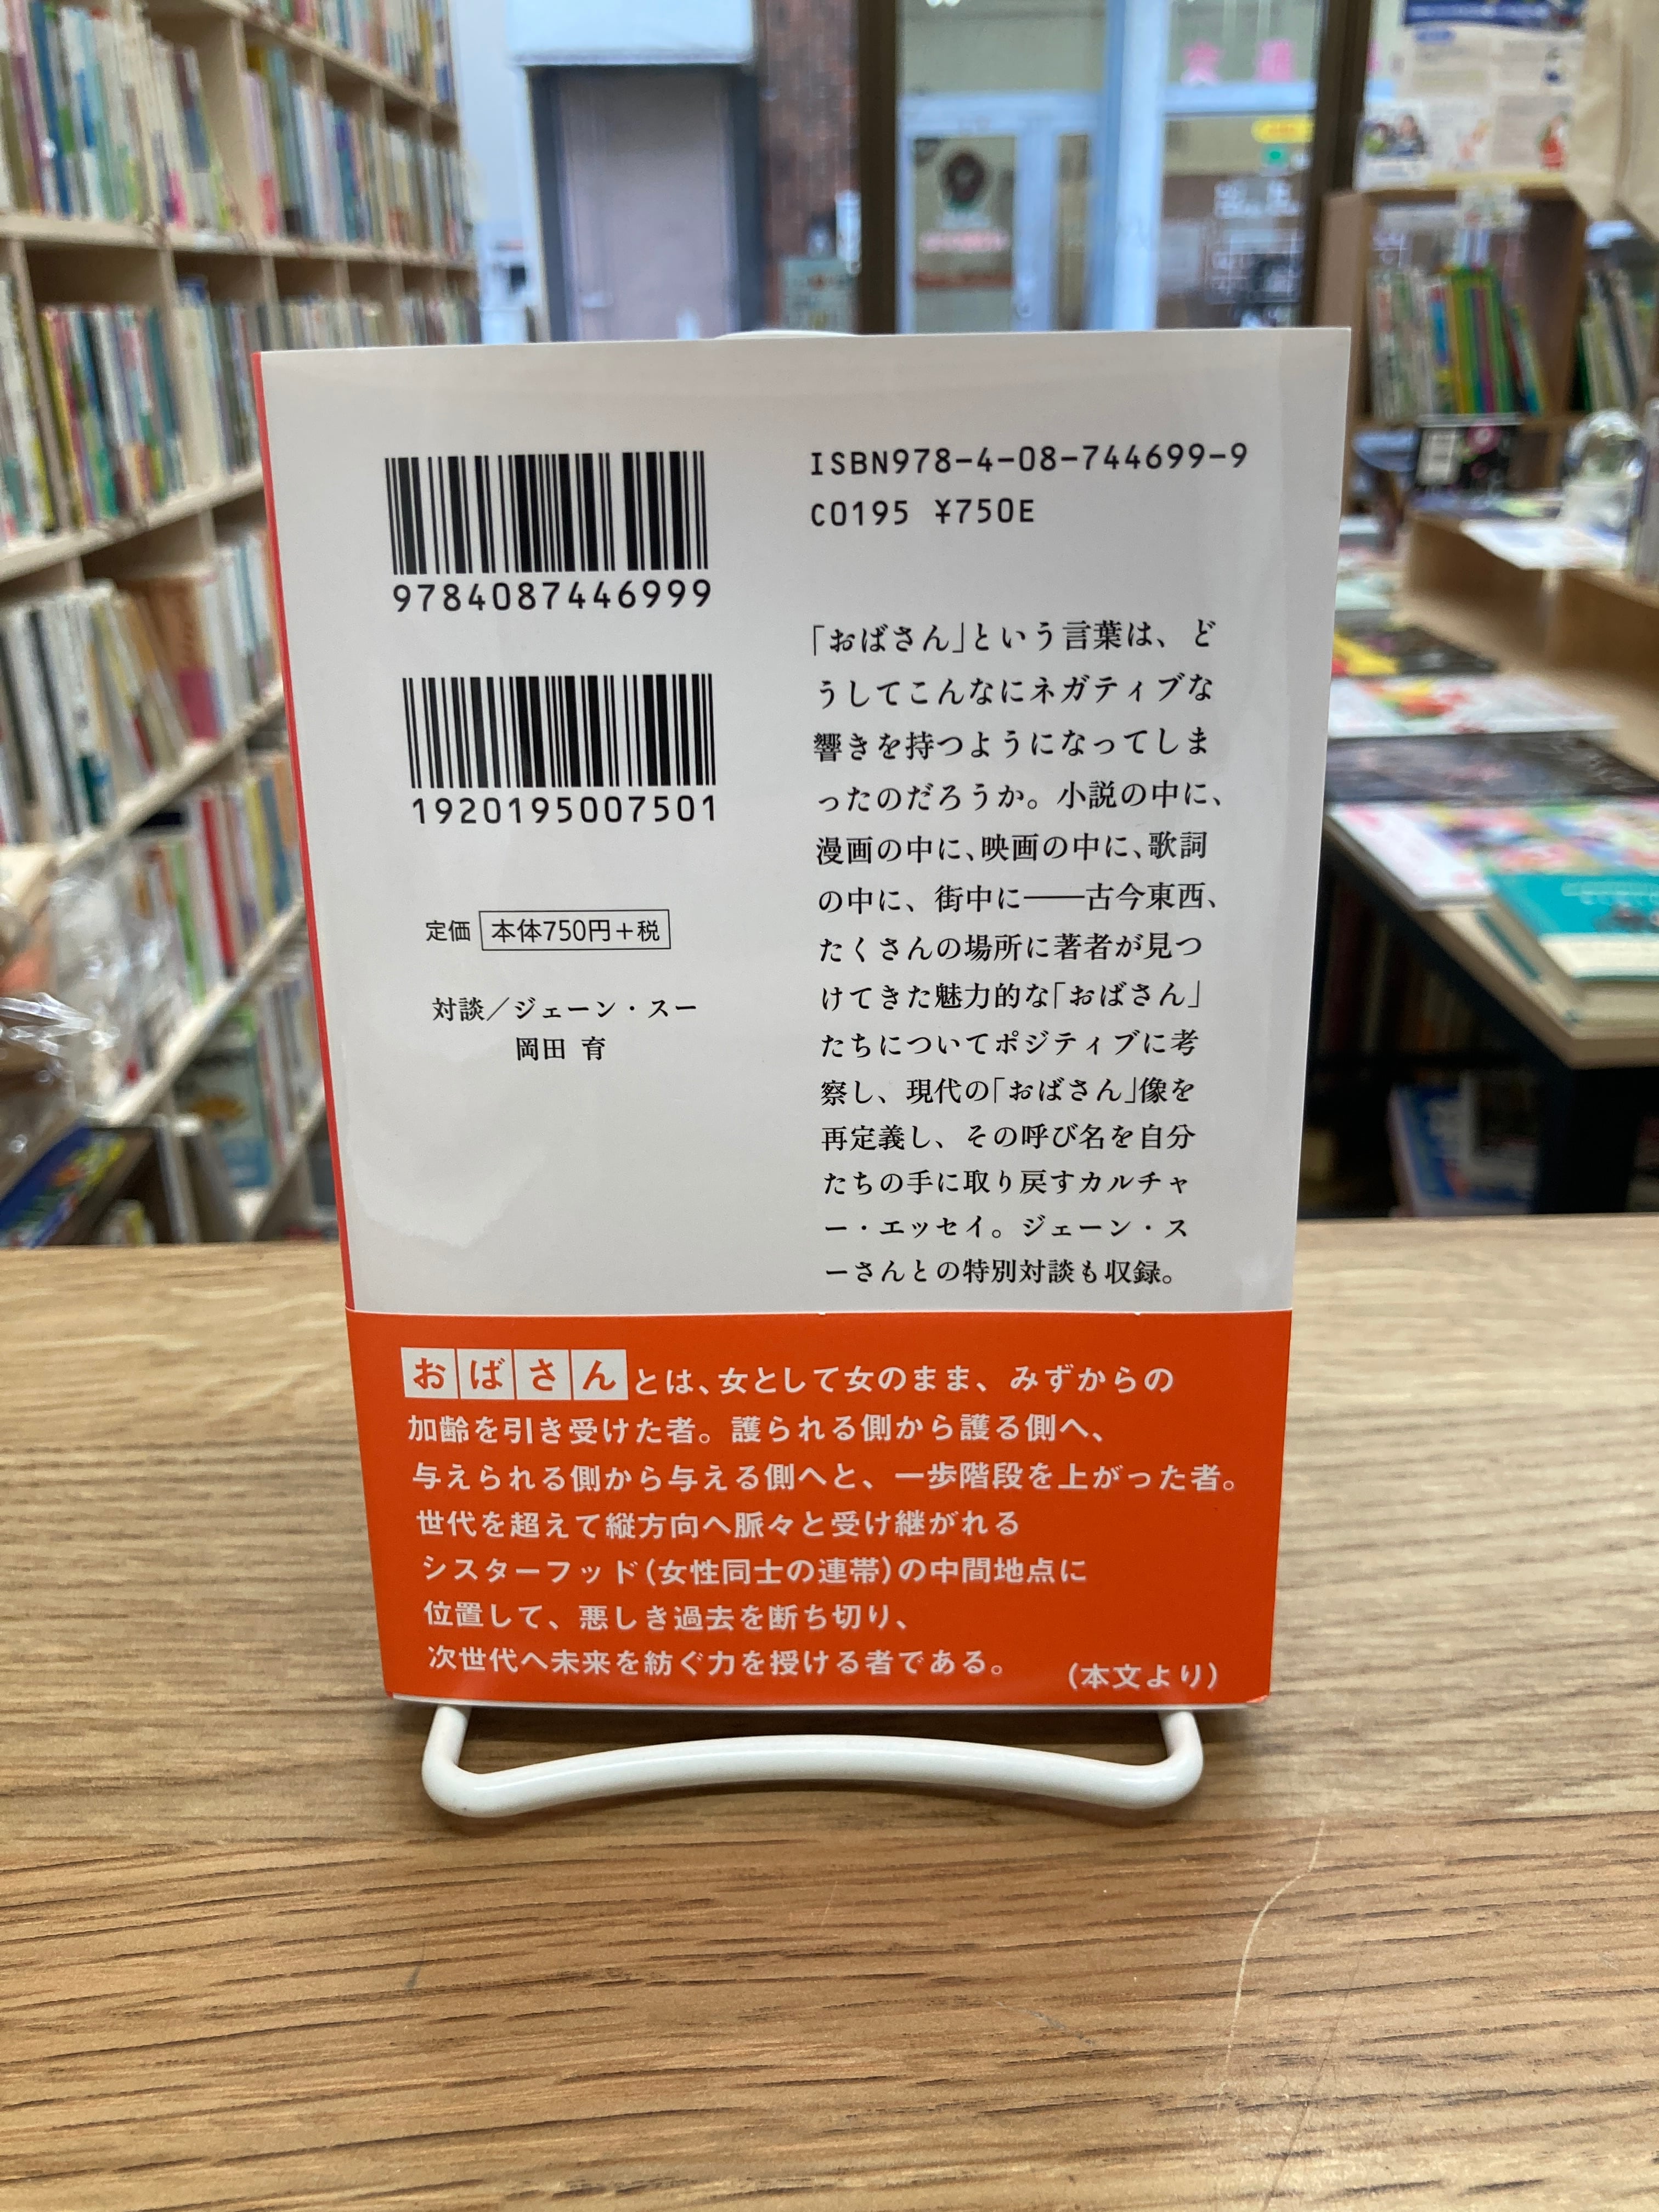 ISBN978-4-08-744699-9
C0195 ¥750E
9784087446999
1920195007501
定価 本体750円+税
対談／ジェーン・スー
岡田 育
「おばさん」という言葉は、ど
うしてこんなにネガティブな
響きを持つようになってしま
ったのだろうか。小説の中に、
漫画の中に、映画の中に、歌詞
の中に、街中に――古今東西、
たくさんの場所に著者が見つ
けてきた魅力的な「おばさん」
たちについてポジティブに考
察し、現代の「おばさん」像を
再定義し、その呼び名を自分
たちの手に取り戻すカルチャ
ー・エッセイ。ジェーン・ス
ーさんとの特別対談も収録。
おばさんとは、女として女のまま、みずからの
加齢を引き受けた者。護られる側から護る側へ、
与えられる側から与える側へと、一歩階段を上がった者。
世代を超えて縦方向へ脈々と受け継がれる
シスターフッド(女性同士の連帯)の中間地点に
位置して、悪しき過去を断ち切り、
次世代へ未来を紡ぐ力を授ける者である。
(本文より)